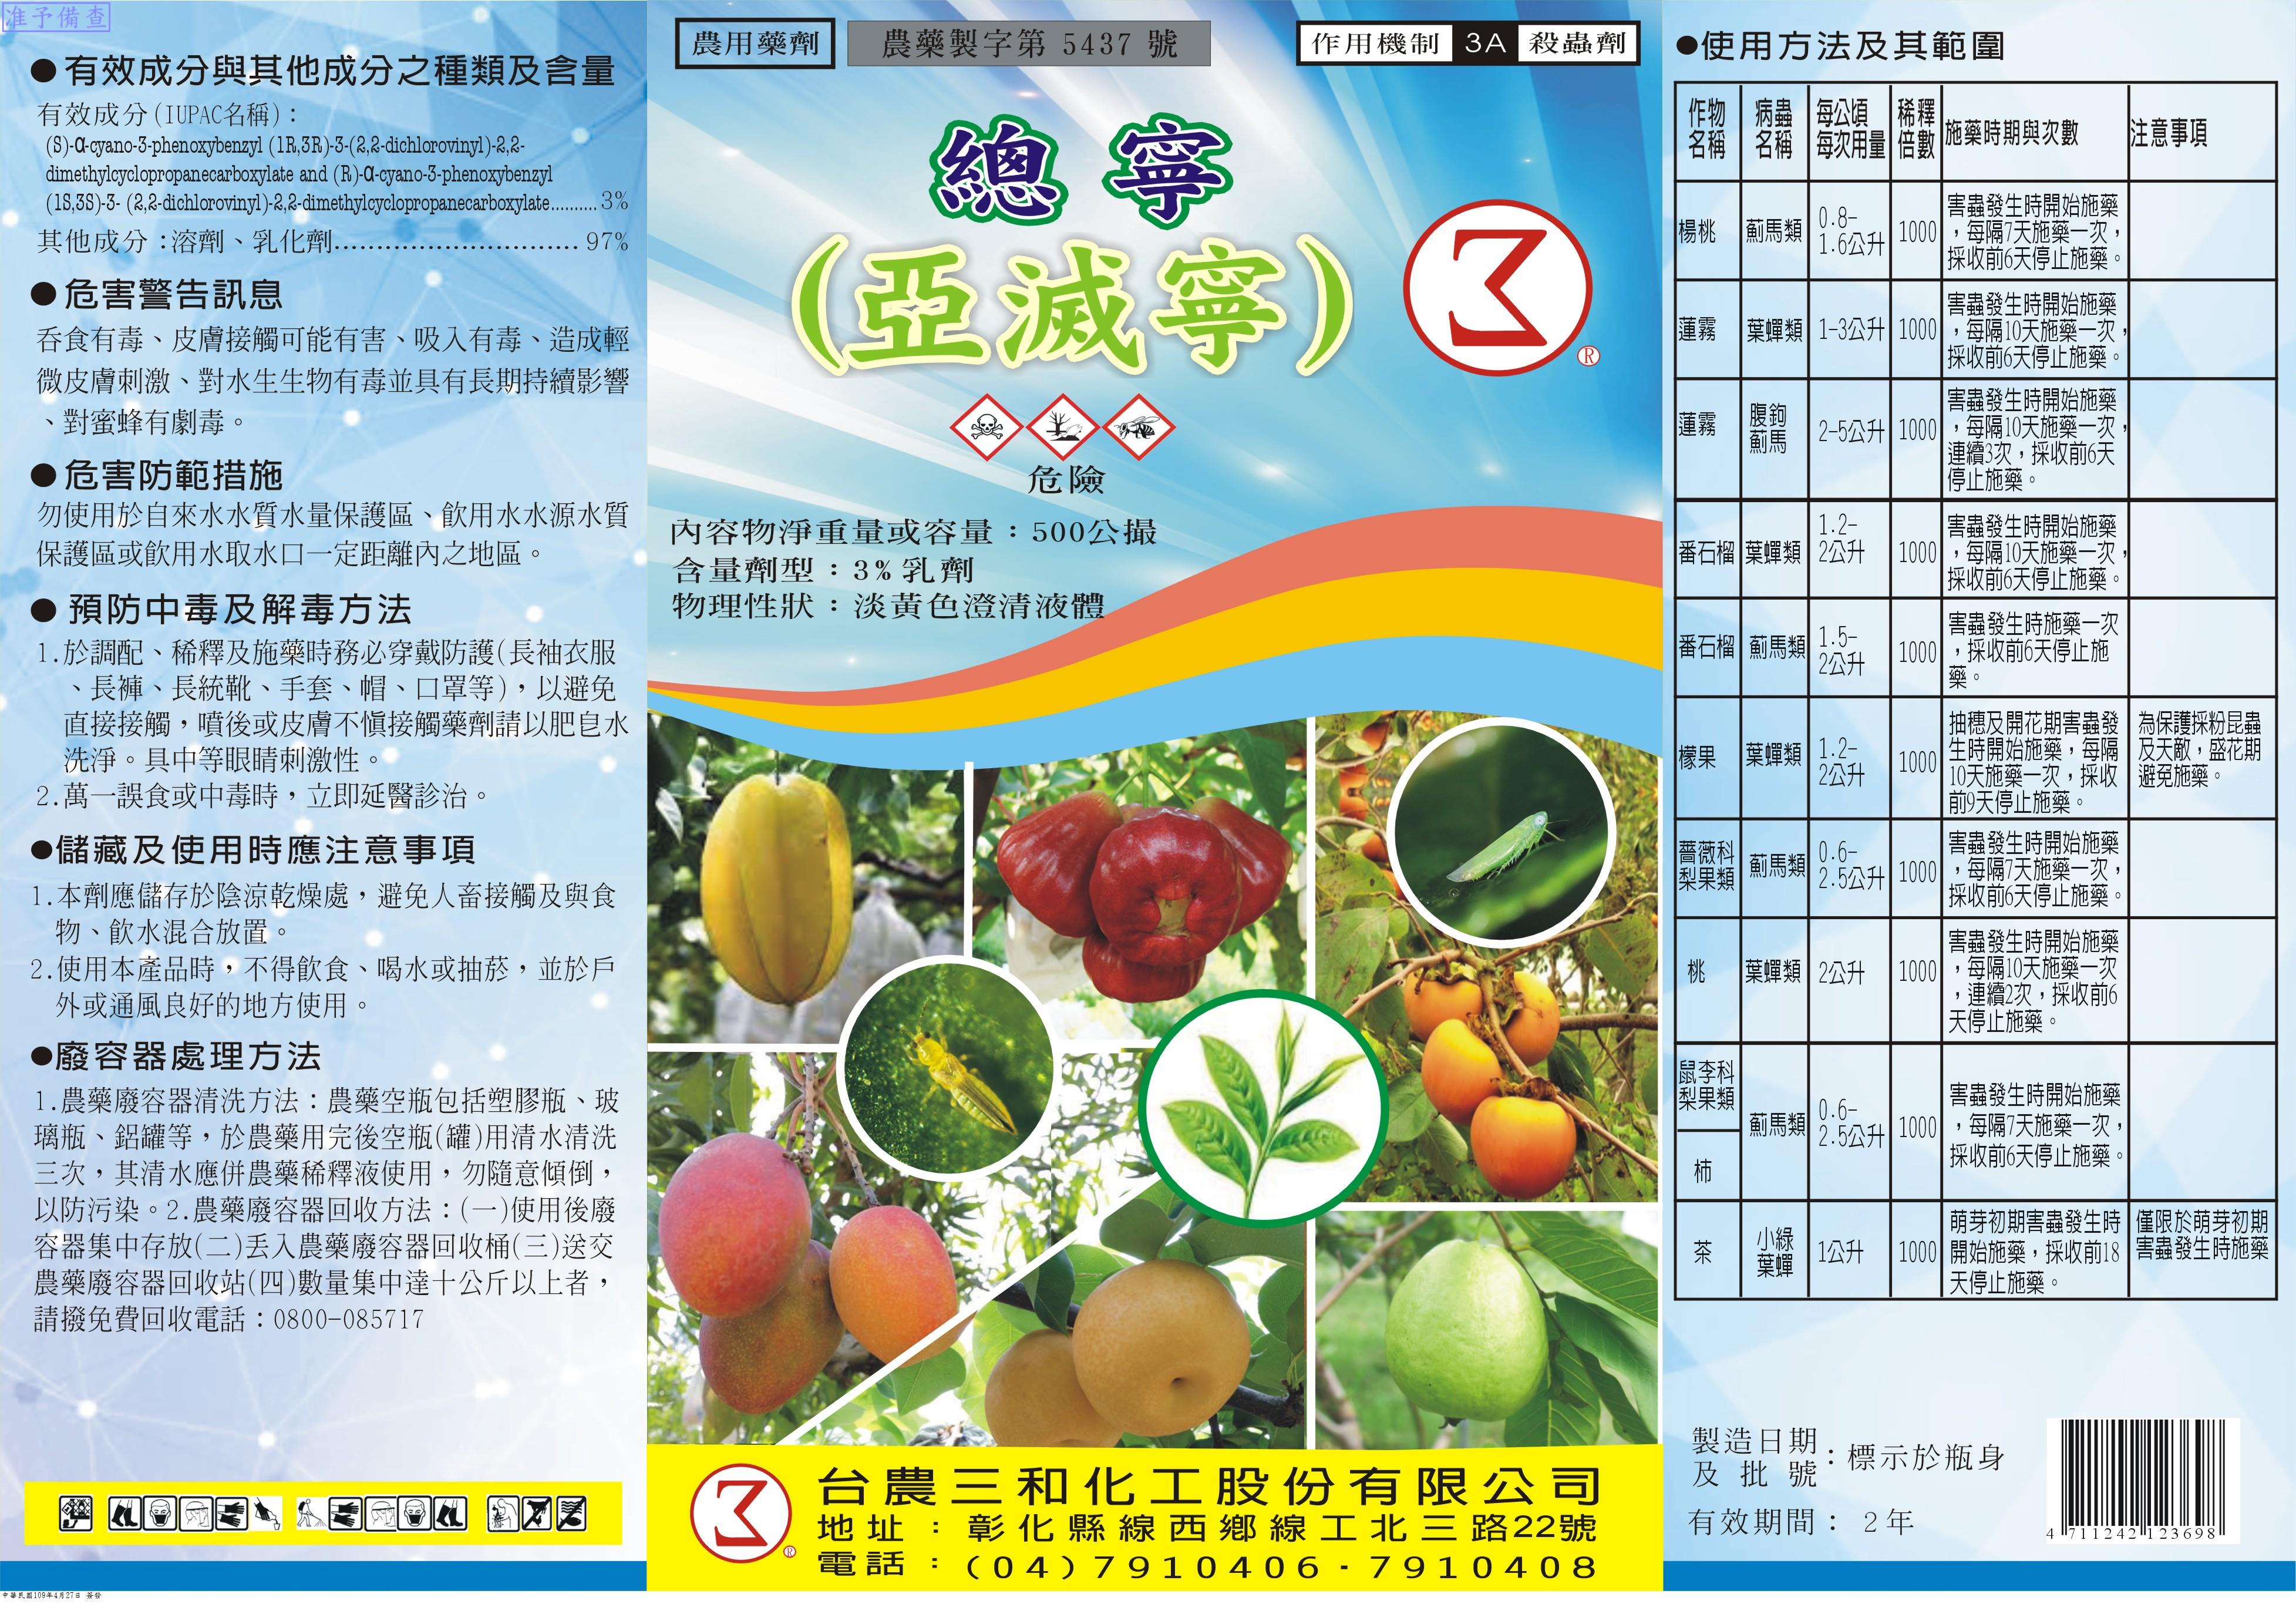 准予備查
●有效成分與其他成分之種類及含量
有效成分(IUPAC名稱):
(S)-α-cyano-3-phenoxybenzyl (1R,3R)-3-(2,2-dichlorovinyl)-2,2-
dimethylcyclopropanecarboxylate and (R)-α-cyano-3-phenoxybenzyl
(1S,3S)-3- (2,2-dichlorovinyl)-2,2-dimethylcyclopropanecarboxylate..........3%
其他成分:溶劑、乳化劑............................ 97%
●危害警告訊息
吞食有毒、皮膚接觸可能有害、吸入有毒、造成輕
微皮膚刺激、對水生生物有毒並具有長期持續影響
、對蜜蜂有劇毒。
●危害防範措施
勿使用於自來水水質水量保護區、飲用水水源水質
保護區或飲用水取水口一定距離內之地區。
●預防中毒及解毒方法
1.於調配、稀釋及施藥時務必穿戴防護(長袖衣服
、長褲、長統靴、手套、帽、口罩等)，以避免
直接接觸，噴後或皮膚不慎接觸藥劑請以肥皂水
洗淨。具中等眼睛刺激性。
2.萬一誤食或中毒時，立即延醫診治。
●儲藏及使用時應注意事項
1.本劑應儲存於陰涼乾燥處，避免人畜接觸及與食
物、飲水混合放置。
2.使用本產品時，不得飲食、喝水或抽菸，並於戶
外或通風良好的地方使用。
●廢容器處理方法
1.農藥廢容器清洗方法：農藥空瓶包括塑膠瓶、玻
璃瓶、鋁罐等，於農藥用完後空瓶(罐)用清水清洗
三次，其清水應併農藥稀釋液使用，勿隨意傾倒，
以防污染。2.農藥廢容器回收方法：(一)使用後廢
容器集中存放(二)丟入農藥廢容器回收桶(三)送交
農藥廢容器回收站(四)數量集中達十公斤以上者，
請撥免費回收電話：0800-085717
中華民國109年4月27日 簽發
農用藥劑
農藥製字第 5437 號
作用機制 3A 殺蟲劑
總寧
(亞滅寧)
®
危險
內容物淨重量或容量：500公撮
含量劑型：3%乳劑
物理性狀：淡黃色澄清液體
®
台農三和化工股份有限公司
地址：彰化縣線西鄉線工北三路22號
電話：(04)7910406-7910408
●使用方法及其範圍
作物名稱 病蟲名稱 每公頃每次用量 稀釋倍數 施藥時期與次數 注意事項
楊桃 薊馬類 0.8-1.6公升 1000 害蟲發生時開始施藥，每隔7天施藥一次，採收前6天停止施藥。
蓮霧 葉蟬類 1-3公升 1000 害蟲發生時開始施藥，每隔10天施藥一次，採收前6天停止施藥。
蓮霧 腹鉤薊馬 2-5公升 1000 害蟲發生時開始施藥，每隔10天施藥一次，連續3次，採收前6天停止施藥。
番石榴 葉蟬類 1.2-2公升 1000 害蟲發生時開始施藥，每隔10天施藥一次，採收前6天停止施藥。
番石榴 薊馬類 1.5-2公升 1000 害蟲發生時施藥一次，採收前6天停止施藥。
檬果 葉蟬類 1.2-2公升 1000 抽穗及開花期害蟲發生時開始施藥，每隔10天施藥一次，採收前9天停止施藥。 為保護採粉昆蟲及天敵，盛花期避免施藥。
薔薇科梨果類 薊馬類 0.6-2.5公升 1000 害蟲發生時開始施藥，每隔7天施藥一次，採收前6天停止施藥。
桃 葉蟬類 2公升 1000 害蟲發生時開始施藥，每隔10天施藥一次，連續2次，採收前6天停止施藥。
鼠李科梨果類 柿 薊馬類 0.6-2.5公升 1000 害蟲發生時開始施藥，每隔7天施藥一次，採收前6天停止施藥。
茶 小綠葉蟬 1公升 1000 萌芽初期害蟲發生時開始施藥，採收前18天停止施藥。 僅限於萌芽初期害蟲發生時施藥
製造日期及批號：標示於瓶身
有效期間：2年
4 711242 123698